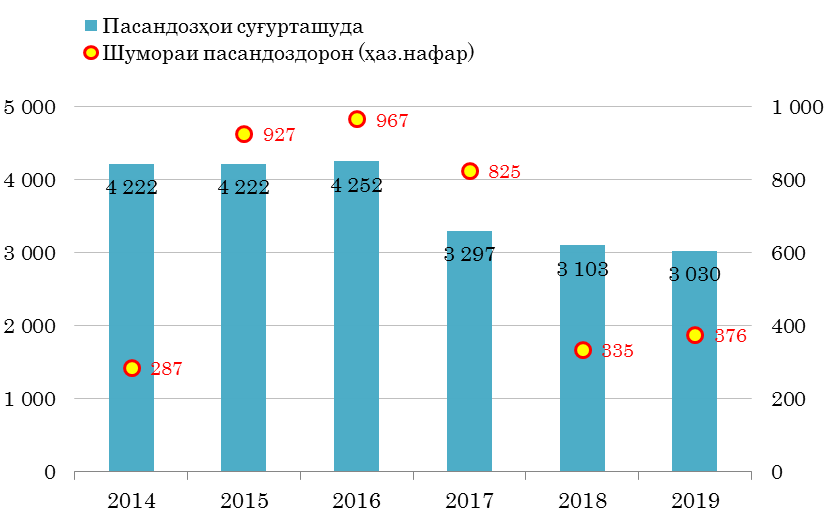 Пасандозҳои суғурташуда
Шумораи пасандоздорон (ҳаз.нафар)
5 000 1 000
927 967
4 222 4 222 4 252 825
4 000 800
3 000 3 297 3 103 3 030 600
2 000 400
287 335 376
1 000 200
0 0
2014 2015 2016 2017 2018 2019